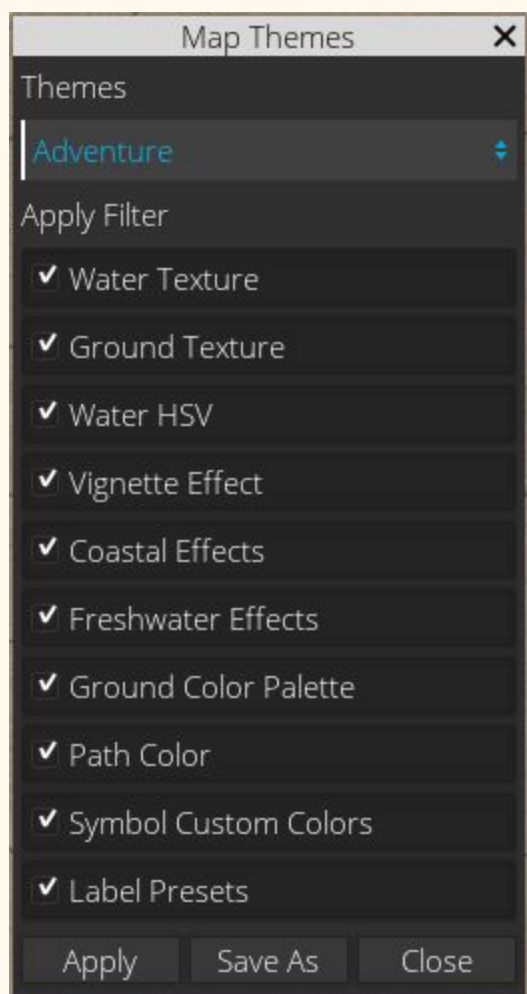 Map Themes
Themes
Adventure
Apply Filter
Water Texture
Ground Texture
Water HSV
Vignette Effect
Coastal Effects
Freshwater Effects
Ground Color Palette
Path Color
Symbol Custom Colors
Label Presets
Apply Save As Close